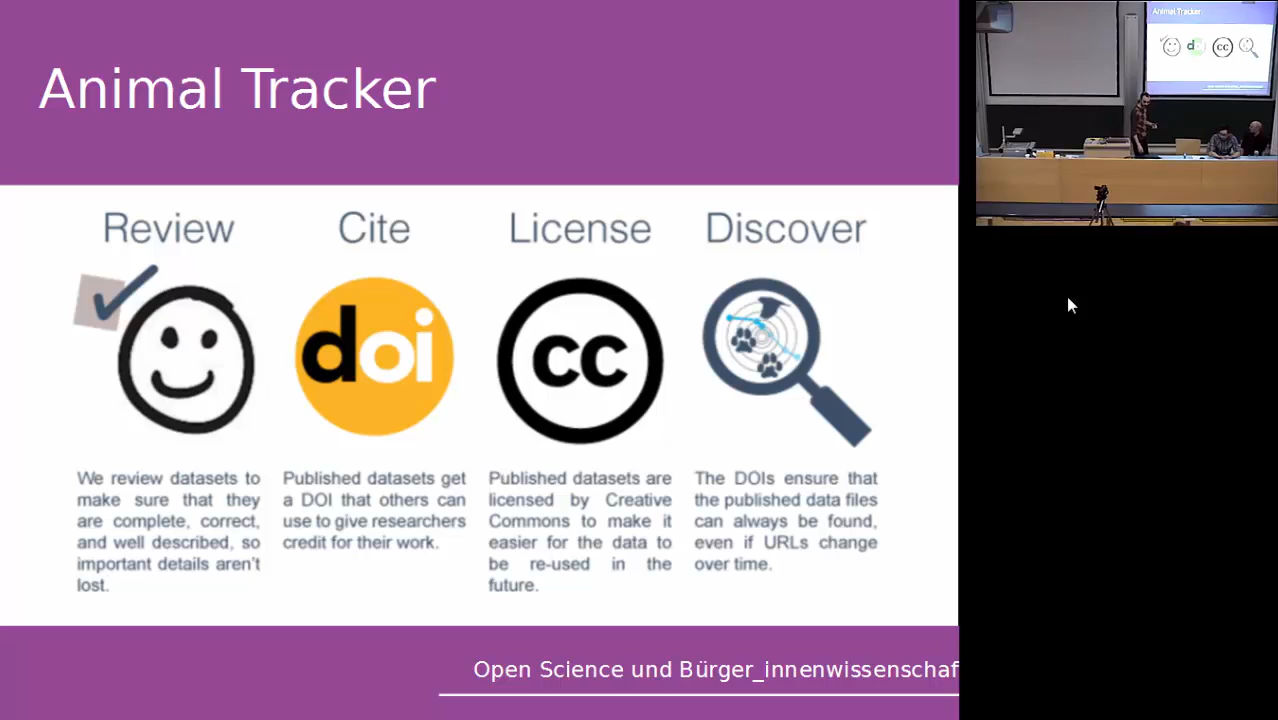 Animal Tracker
Review
Cite
License
Discover
doi
cc
We review datasets to
make sure that they
are complete, correct,
and well described, so
important details aren't
lost.
Published datasets get
a DOI that others can
use to give researchers
credit for their work.
Published datasets are
licensed by Creative
Commons to make it
easier for the data to
be re-used in the
future.
The DOIs ensure that
the published data files
can always be found,
even if URLs change
over time.
Open Science und Bürger_innenwissenschaf
Animal Tracker
doi
cc